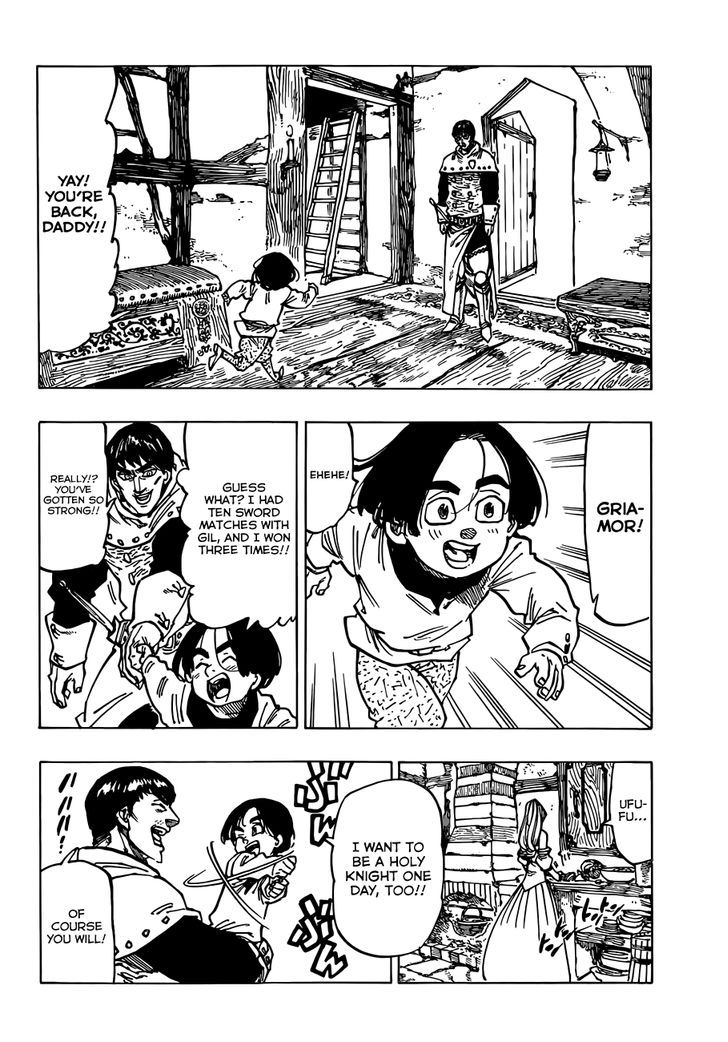 YAY!
YOU'RE
BACK,
DADDY!!
GRIA-
MOR!
EHEHE!
GUESS
WHAT? I HAD
TEN SWORD
MATCHES WITH
GIL, AND I WON
THREE TIMES!!
REALLY!?
YOU'VE
GOTTEN SO
STRONG!!
UFU-
FU...
I WANT TO
BE A HOLY
KNIGHT ONE
DAY, TOO!!
OF
COURSE
YOU WILL!